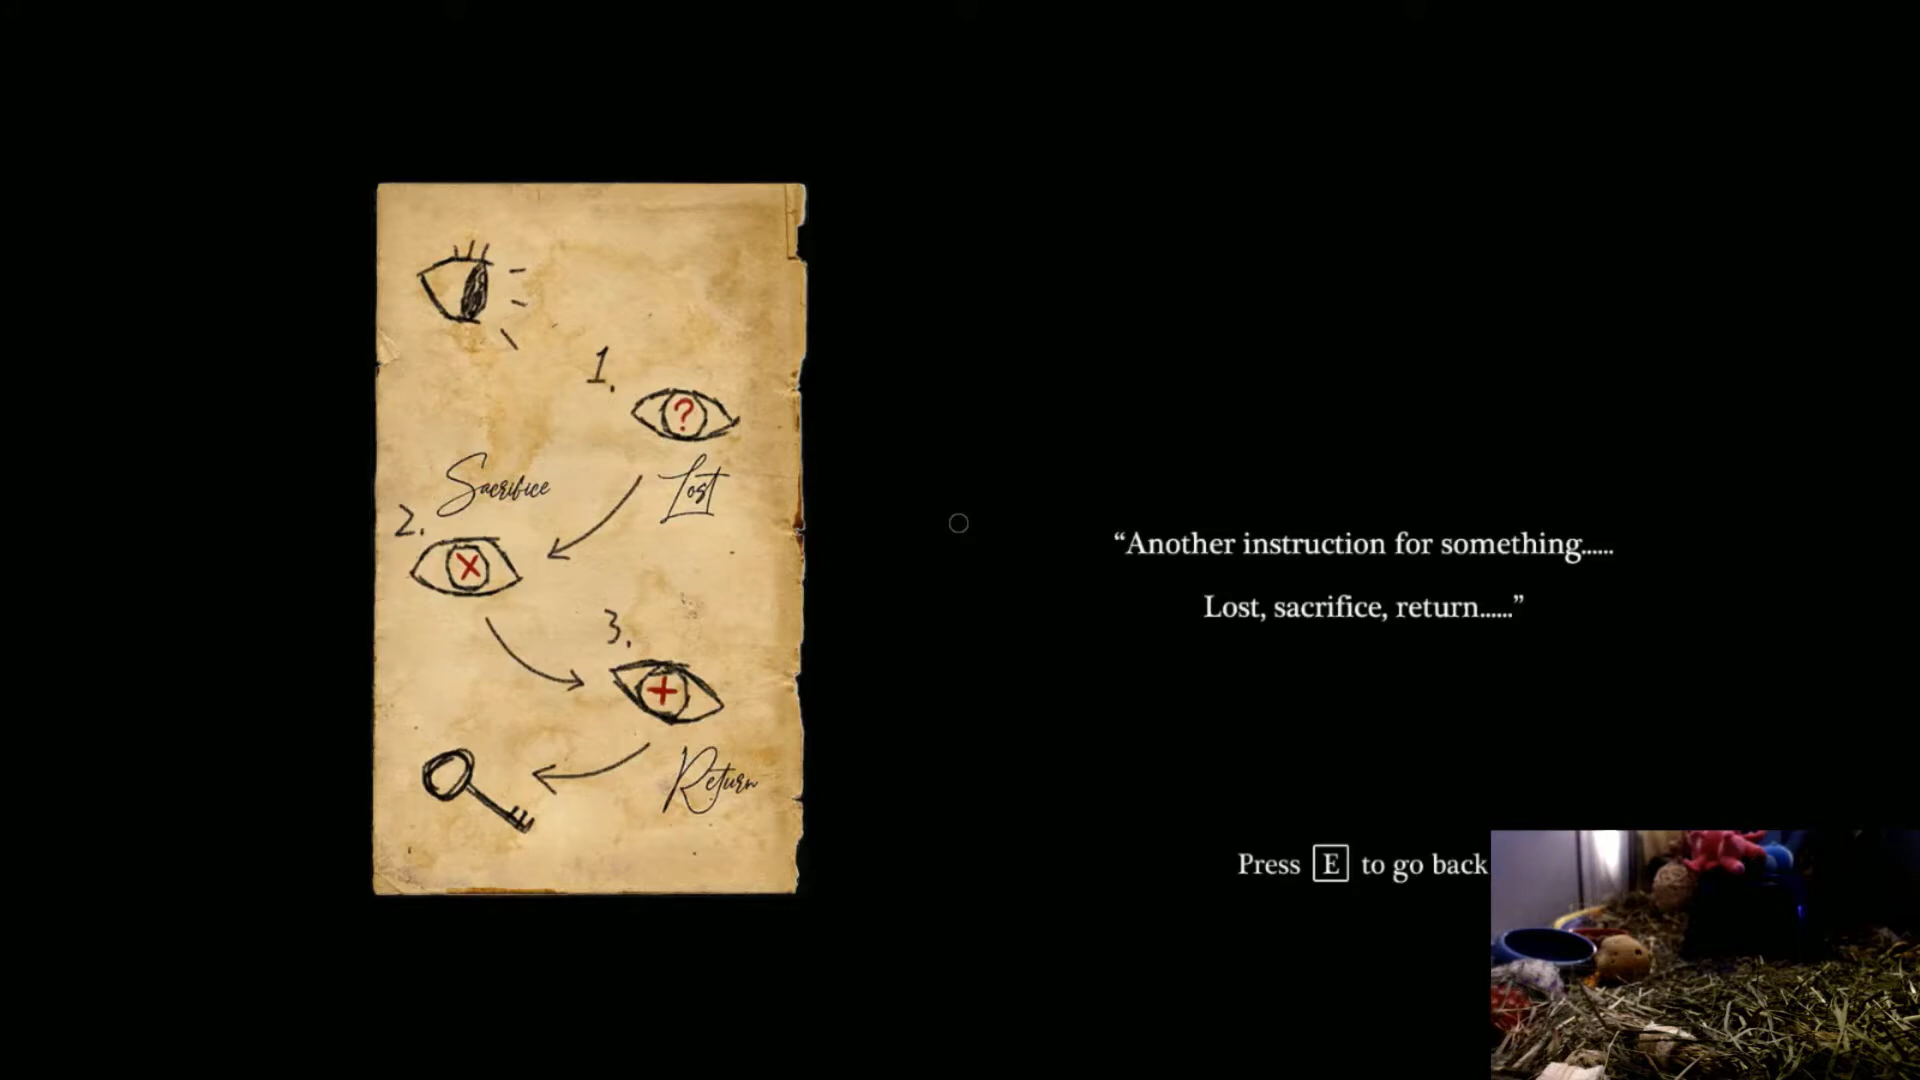 1.
?
Sacrifice
Lost
2.
3.
Return
“Another instruction for something......
Lost, sacrifice, return......”
Press E to go back